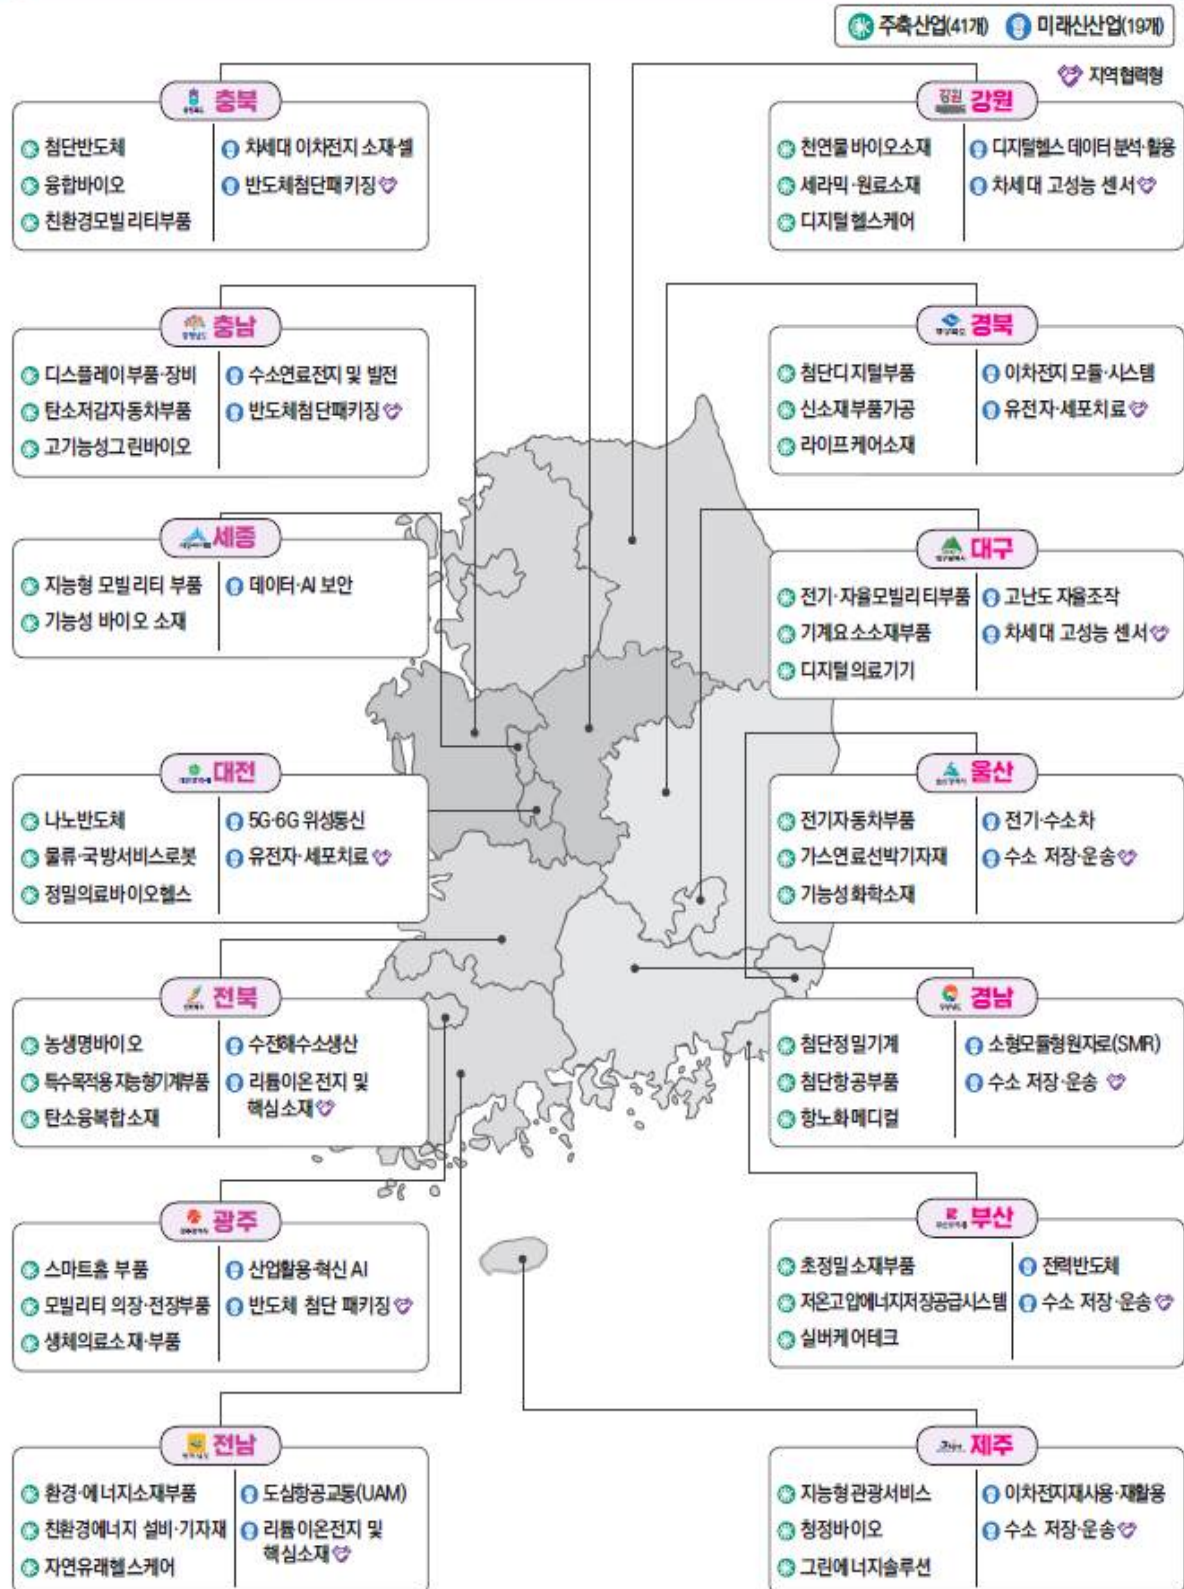 주축산업(41개) 미래신산업(19개)
지역협력형
충북
첨단반도체
융합바이오
친환경모빌리티부품
차세대 이차전지 소재·셀
반도체첨단패키징
강원
천연물 바이오소재
세라믹·원료소재
디지털헬스케어
디지털헬스 데이터 분석·활용
차세대 고성능 센서
충남
디스플레이 부품·장비
탄소저감자동차부품
고기능성그린바이오
수소연료전지 및 발전
반도체첨단패키징
경북
첨단디지털부품
신소재부품가공
라이프케어소재
이차전지 모듈·시스템
유전자·세포치료
세종
지능형 모빌리티 부품
기능성 바이오 소재
데이터·AI 보안
대구
전기·자율모빌리티부품
기계요소소재부품
디지털의료기기
고난도 자율조작
차세대 고성능 센서
대전
나노반도체
물류·국방서비스로봇
정밀의료바이오헬스
5G·6G 위성통신
유전자·세포치료
울산
전기자동차부품
가스연료선박기자재
기능성화학소재
전기·수소차
수소 저장·운송
전북
농생명바이오
특수목적용지능형기계부품
탄소융복합소재
수전해수소생산
리튬이온전지 및
핵심소재
경남
첨단정밀기계
첨단항공부품
항노화메디컬
소형모듈형원자로(SMR)
수소 저장·운송
광주
스마트홈 부품
모빌리티 의장·전장부품
생체의료소재·부품
산업활용·혁신 AI
반도체 첨단 패키징
부산
초정밀소재부품
저온고압에너지저장공급시스템
실버케어테크
전력반도체
수소 저장·운송
전남
환경·에너지소재부품
친환경에너지 설비·기자재
자연유래헬스케어
도심항공교통(UAM)
리튬이온전지 및
핵심소재
제주
지능형관광서비스
청정바이오
그린에너지솔루션
이차전지재사용·재활용
수소 저장·운송